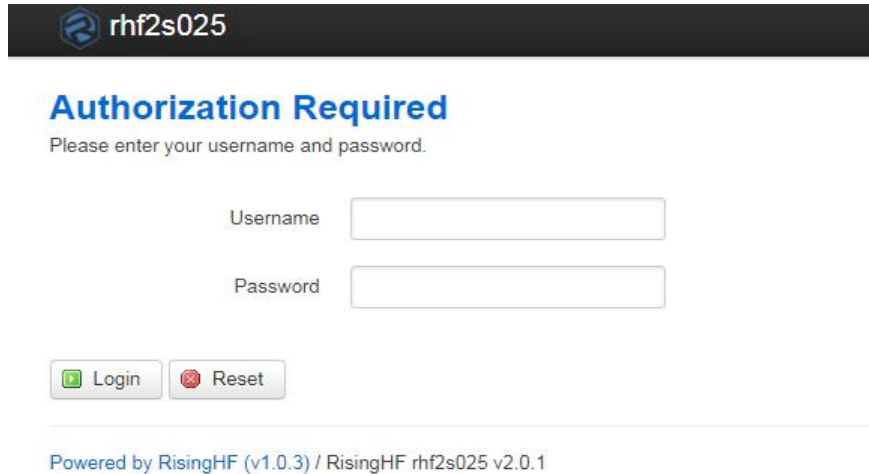 rhf2s025
Authorization Required
Please enter your username and password.
Username
Password
Login Reset
Powered by RisingHF (v1.0.3) / RisingHF rhf2s025 v2.0.1